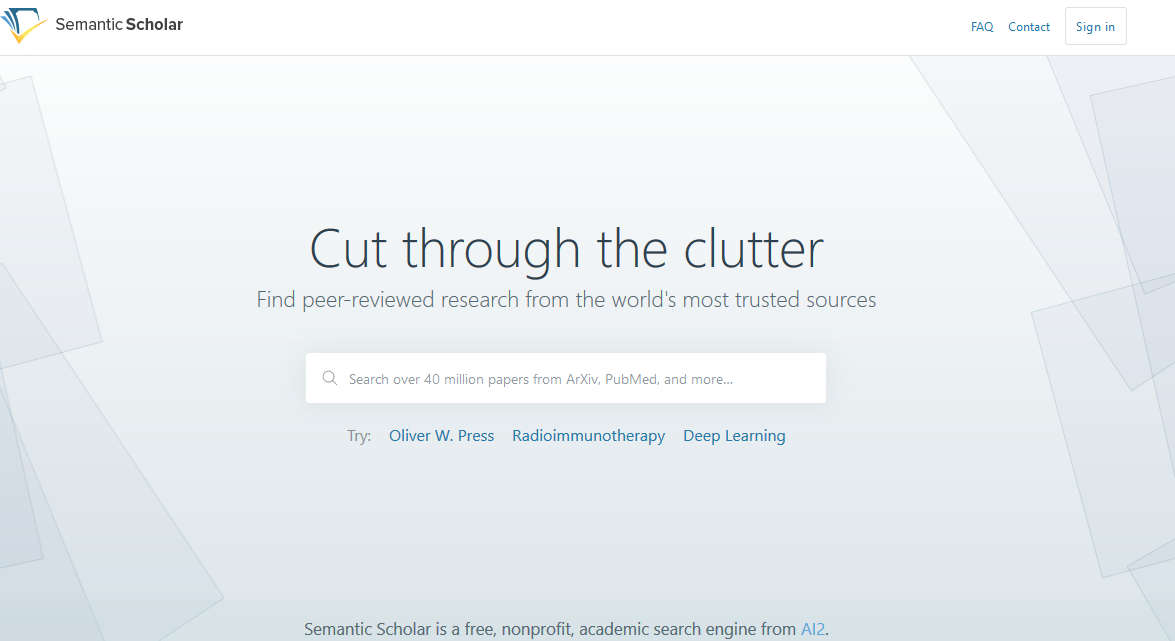 Semantic Scholar
FAQ Contact Sign in
Cut through the clutter
Find peer-reviewed research from the world's most trusted sources
Search over 40 million papers from ArXiv, PubMed, and more...
Try: Oliver W. Press Radioimmunotherapy Deep Learning
Semantic Scholar is a free, nonprofit, academic search engine from AI2.